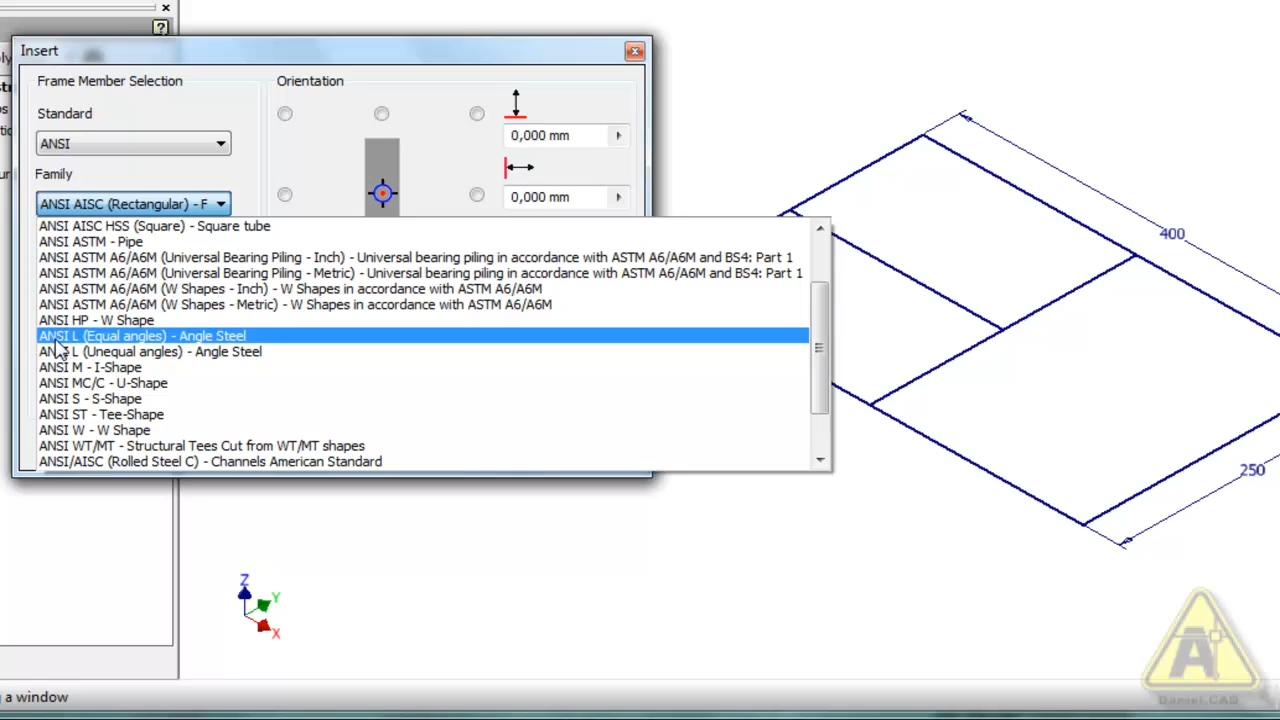 ?
Insert
Frame Member Selection
Orientation
Standard
ANSI
0,000 mm
Family
0,000 mm
ANSI AISC (Rectangular) - F
ANSI AISC HSS (Square) - Square tube
ANSI ASTM - Pipe
ANSI ASTM A6/A6M (Universal Bearing Piling - Inch) - Universal bearing piling in accordance with ASTM A6/A6M and BS4: Part 1
ANSI ASTM A6/A6M (Universal Bearing Piling - Metric) - Universal bearing piling in accordance with ASTM A6/A6M and BS4: Part 1
ANSI ASTM A6/A6M (W Shapes - Inch) - W Shapes in accordance with ASTM A6/A6M
ANSI ASTM A6/A6M (W Shapes - Metric) - W Shapes in accordance with ASTM A6/A6M
ANSI HP - W Shape
ANSI L (Equal angles) - Angle Steel
ANSI L (Unequal angles) - Angle Steel
ANSI M - I-Shape
ANSI MC/C - U-Shape
ANSI S - S-Shape
ANSI ST - Tee-Shape
ANSI W - W Shape
ANSI WT/MT - Structural Tees Cut from WT/MT shapes
ANSI/AISC (Rolled Steel C) - Channels American Standard
400
250
Z
Y
X
a window
A
Daniel.CAD